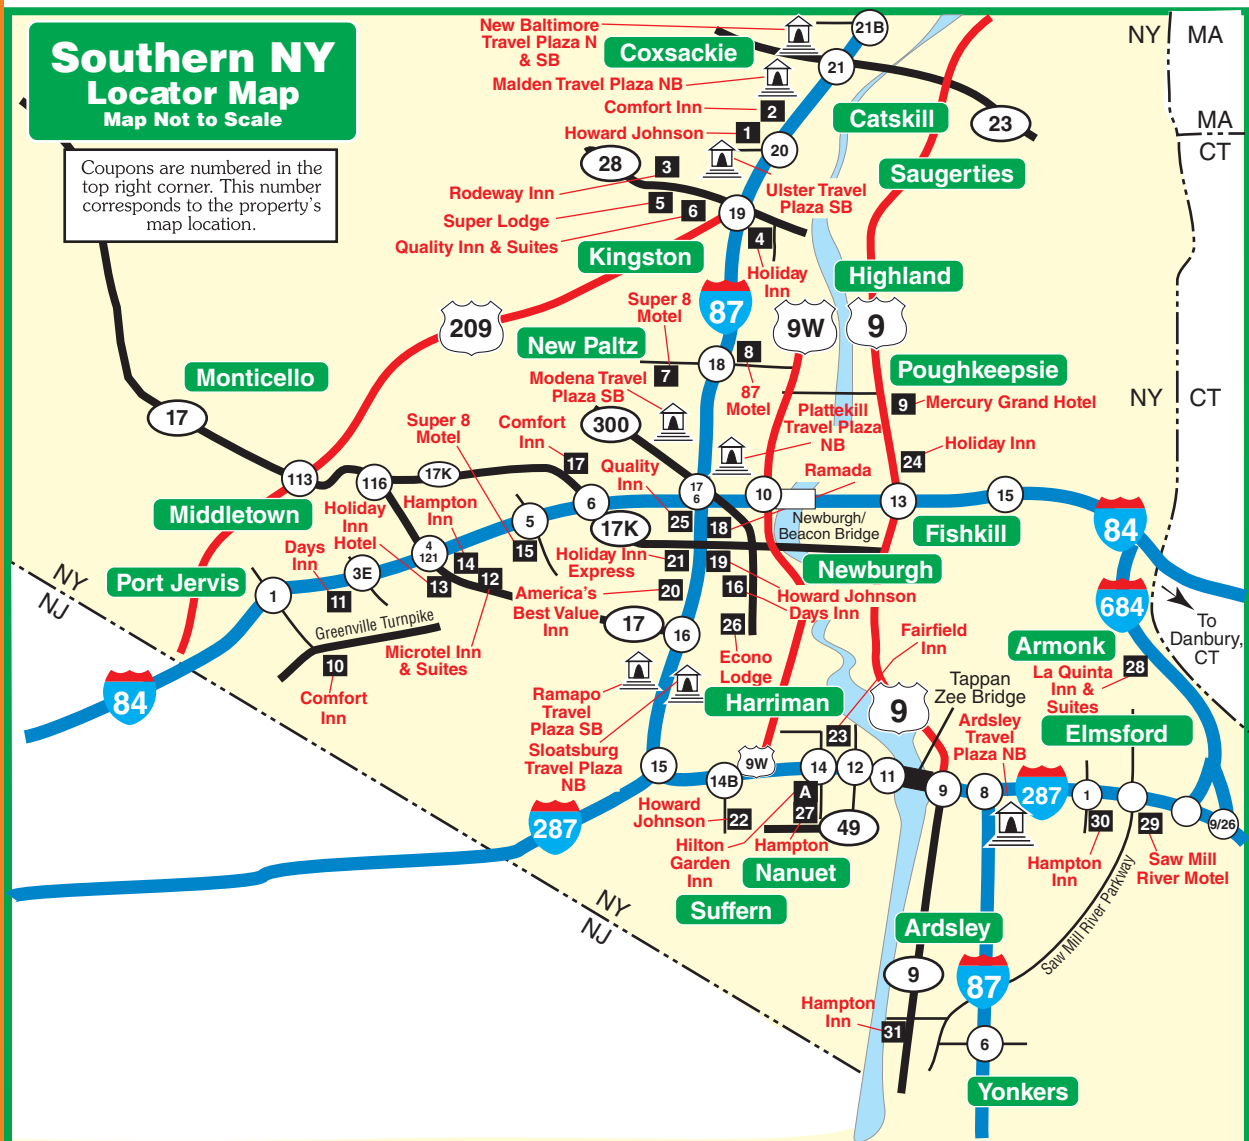 Southern NY
Locator Map
Map Not to Scale
Coupons are numbered in the
top right corner. This number
corresponds to the property's
map location.
New Baltimore
Travel Plaza N
& SB
Coxsackie
21B
NY
MA
21
Malden Travel Plaza NB
Comfort Inn
2
Catskill
23
MA
CT
Howard Johnson
1
20
28
3
Saugerties
Rodeway Inn
Ulster Travel
Plaza SB
5
6
19
Super Lodge
Quality Inn & Suites
4
Kingston
Holiday
Inn
Highland
Super 8
Motel
87
9W
9
209
New Paltz
8
18
Monticello
Modena Travel
Plaza SB
7
87
Motel
Poughkeepsie
NY
CT
9
Mercury Grand Hotel
17
Super 8
Motel
Comfort
Inn
300
Plattekill
Travel Plaza
NB
Holiday Inn
24
17
Quality
Inn
Ramada
113
116
17K
6
17
6
10
13
15
Middletown
Holiday
Inn
Hotel
Hampton
Inn
5
17K
25
18
Newburgh/
Beacon Bridge
Fishkill
84
Days
Inn
4
121
14
15
Holiday Inn
Express
21
19
Newburgh
NY
NJ
Port Jervis
3E
13
12
1
11
America's
Best Value
Inn
20
16
Howard Johnson
Days Inn
684
To
Danbury,
CT
Greenville Turnpike
17
16
26
Fairfield
Inn
Armonk
10
Microtel Inn
& Suites
Econo
Lodge
La Quinta
Inn &
Suites
28
Comfort
Inn
84
Ramapo
Travel
Plaza SB
Harriman
9
Tappan
Zee Bridge
Sloatsburg
Travel Plaza
NB
23
Ardsley
Travel
Plaza NB
Elmsford
15
14B
9W
14
12
11
9
8
287
1
9/26
287
Howard
Johnson
22
A
27
49
30
29
Hilton
Garden
Inn
Hampton
Hampton
Inn
Saw Mill
River Motel
Nanuet
Suffern
NY
NJ
Ardsley
Saw Mill River Parkway
9
87
Hampton
Inn
31
6
Yonkers